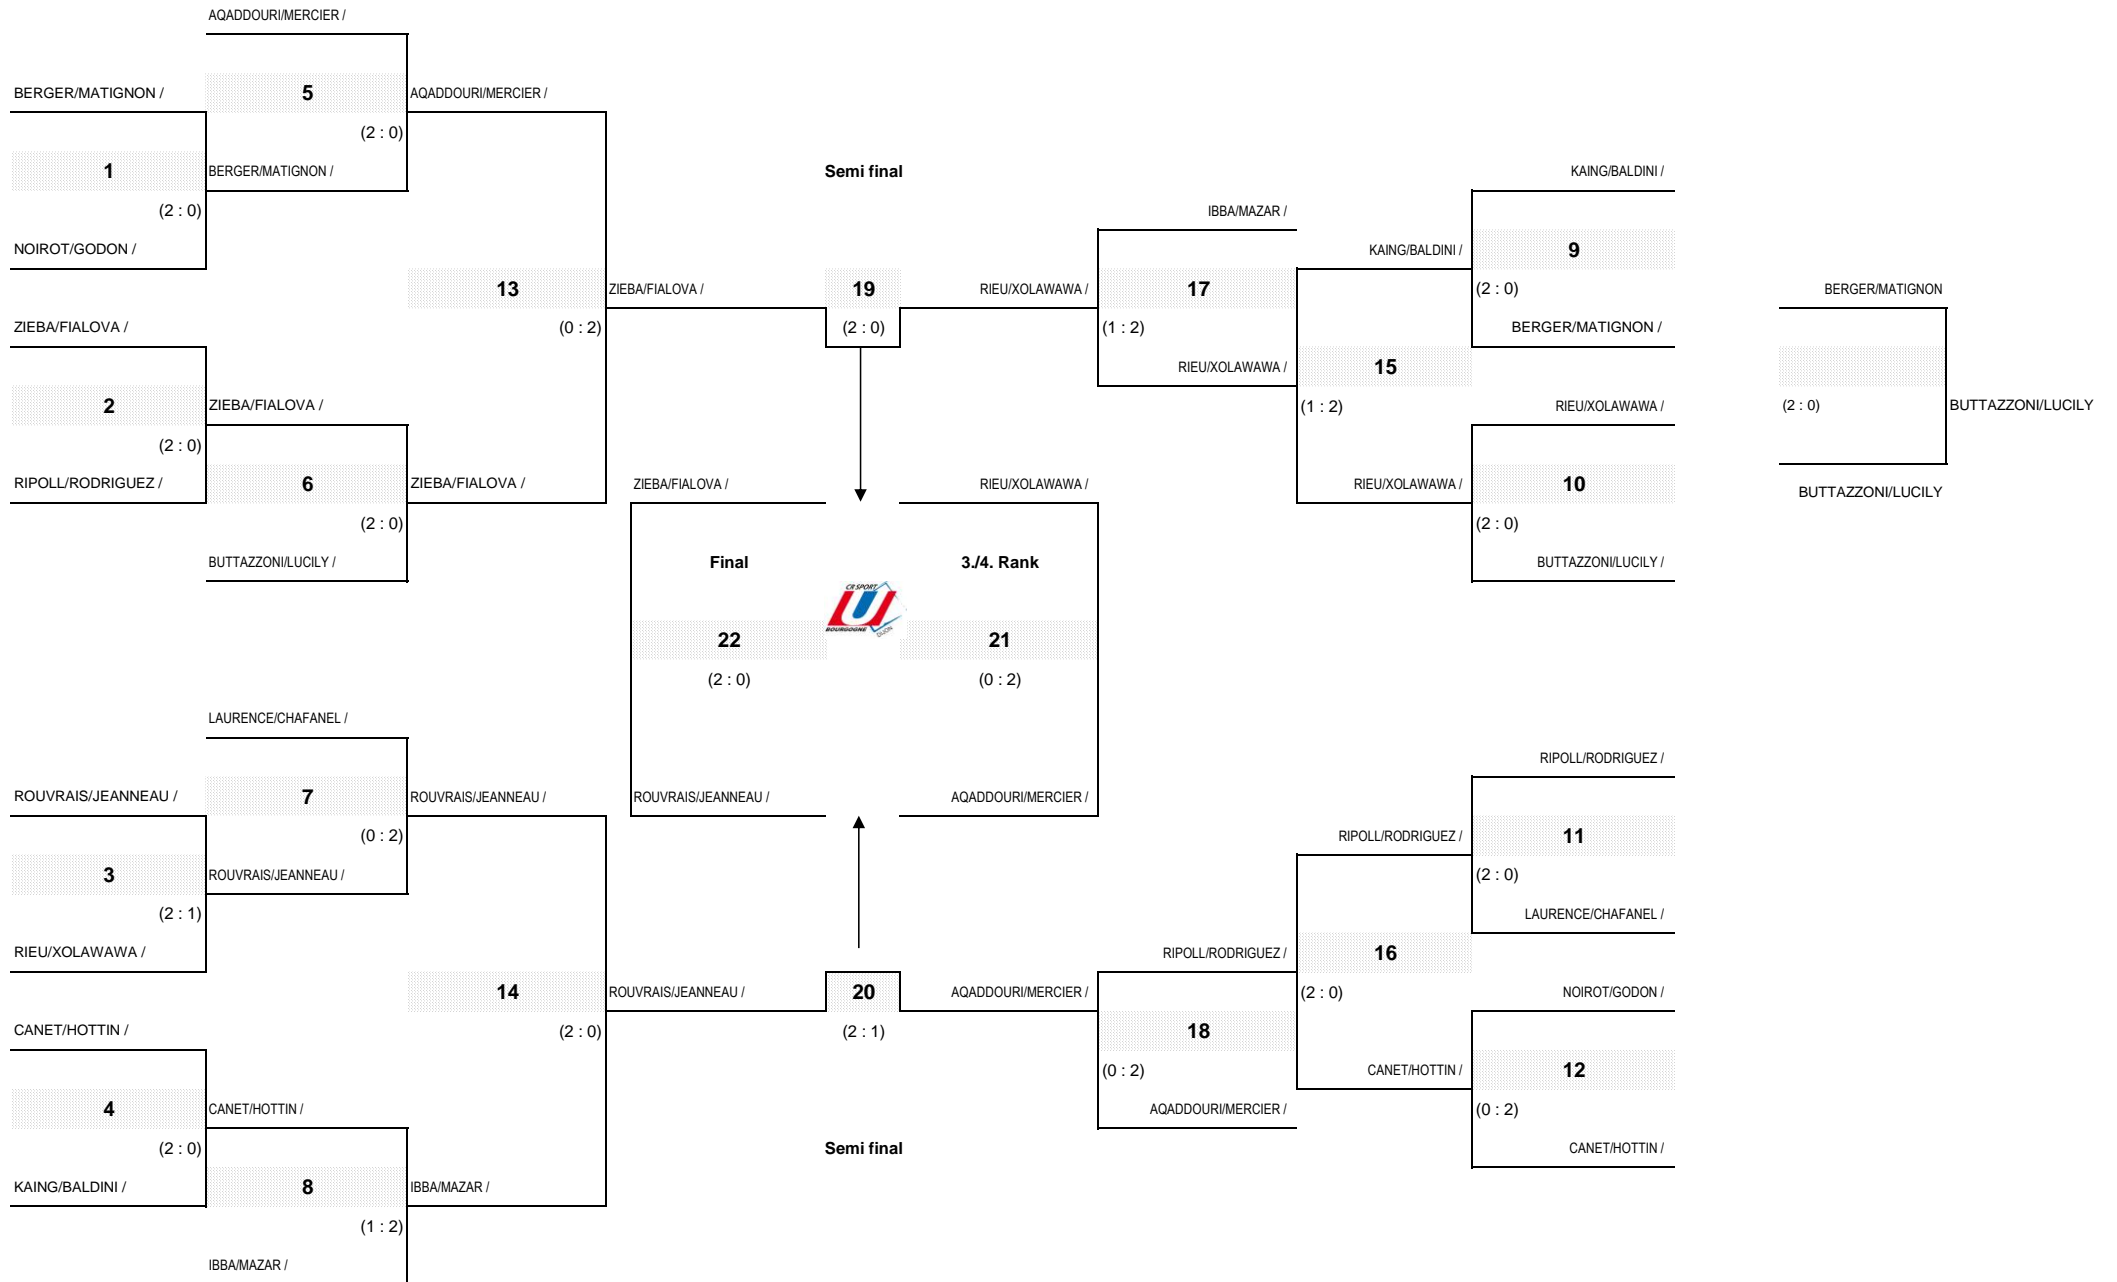 AQADDOURI/MERCIER /
BERGER/MATIGNON /
5
AQADDOURI/MERCIER /
(2 : 0)
1
BERGER/MATIGNON /
Semi final
KAING/BALDINI /
(2 : 0)
IBBA/MAZAR /
NOIROT/GODON /
KAING/BALDINI /
9
13
ZIEBA/FIALOVA /
19
RIEU/XOLAWAWA /
17
(2 : 0)
BERGER/MATIGNON
ZIEBA/FIALOVA /
(0 : 2)
(2 : 0)
(1 : 2)
BERGER/MATIGNON /
RIEU/XOLAWAWA /
15
2
ZIEBA/FIALOVA /
(1 : 2)
RIEU/XOLAWAWA /
(2 : 0)
BUTTAZZONI/LUCILY
(2 : 0)
RIPOLL/RODRIGUEZ /
6
ZIEBA/FIALOVA /
ZIEBA/FIALOVA /
RIEU/XOLAWAWA /
RIEU/XOLAWAWA /
10
BUTTAZZONI/LUCILY
(2 : 0)
(2 : 0)
BUTTAZZONI/LUCILY /
Final
3./4. Rank
BUTTAZZONI/LUCILY /
CR SPORT
U
BOURGOGNE
DIJON
22
21
(2 : 0)
(0 : 2)
LAURENCE/CHAFANEL /
RIPOLL/RODRIGUEZ /
ROUVRAIS/JEANNEAU /
7
ROUVRAIS/JEANNEAU /
ROUVRAIS/JEANNEAU /
AQADDOURI/MERCIER /
(0 : 2)
RIPOLL/RODRIGUEZ /
11
3
ROUVRAIS/JEANNEAU /
(2 : 0)
(2 : 1)
LAURENCE/CHAFANEL /
RIEU/XOLAWAWA /
RIPOLL/RODRIGUEZ /
16
14
ROUVRAIS/JEANNEAU /
20
AQADDOURI/MERCIER /
(2 : 0)
NOIROT/GODON /
CANET/HOTTIN /
(2 : 0)
(2 : 1)
18
(0 : 2)
CANET/HOTTIN /
12
4
CANET/HOTTIN /
AQADDOURI/MERCIER /
(0 : 2)
(2 : 0)
Semi final
CANET/HOTTIN /
KAING/BALDINI /
8
IBBA/MAZAR /
(1 : 2)
IBBA/MAZAR /